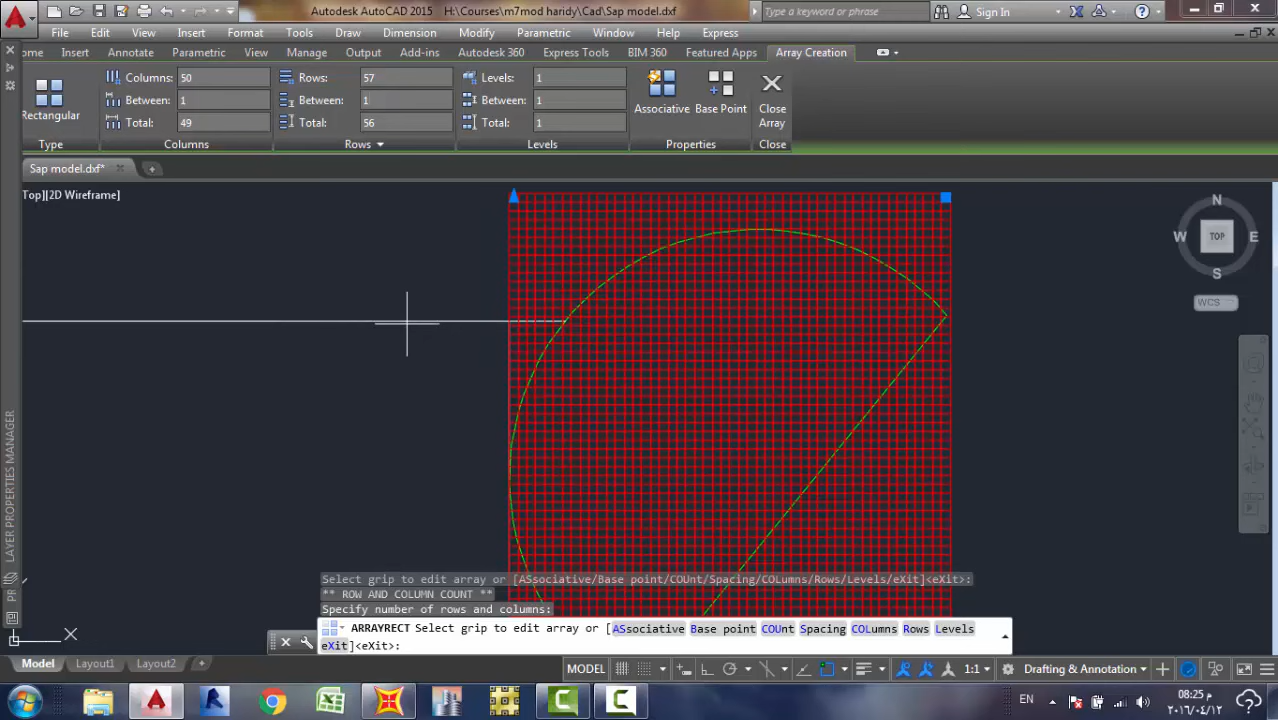 Autodesk AutoCAD 2015 H:\Courses\m7mod haridy\Cad\Sap model.dxf
Type a keyword or phrase
Sign In
File Edit View Insert Format Tools Draw Dimension Modify Parametric Window Help Express
ome Insert Annotate Parametric View Manage Output Add-ins Autodesk 360 Express Tools BIM 360 Featured Apps Array Creation
Columns: 50 Rows: 57 Levels: 1
Between: 1 Between: 1 Between: 1
Total: 49 Total: 56 Total: 1
Rectangular
Associative Base Point Close Array
Type Columns Rows Levels Properties Close
Sap model.dxf*
Top][2D Wireframe]
N
W TOP E
S
WCS
LAYER PROPERTIES MANAGER
PR
Select grip to edit array or [ASsociative/Base point/COUnt/Spacing/COLumns/Rows/Levels/eXit]<eXit>:
** ROW AND COLUMN COUNT **
Specify number of rows and columns:
ARRAYRECT Select grip to edit array or [ASsociative Base point COUnt Spacing COLumns Rows Levels
eXit]<eXit>:
Model Layout1 Layout2
MODEL 1:1 Drafting & Annotation
EN
08:25 م
٢٠١٦/٠٤/١٢